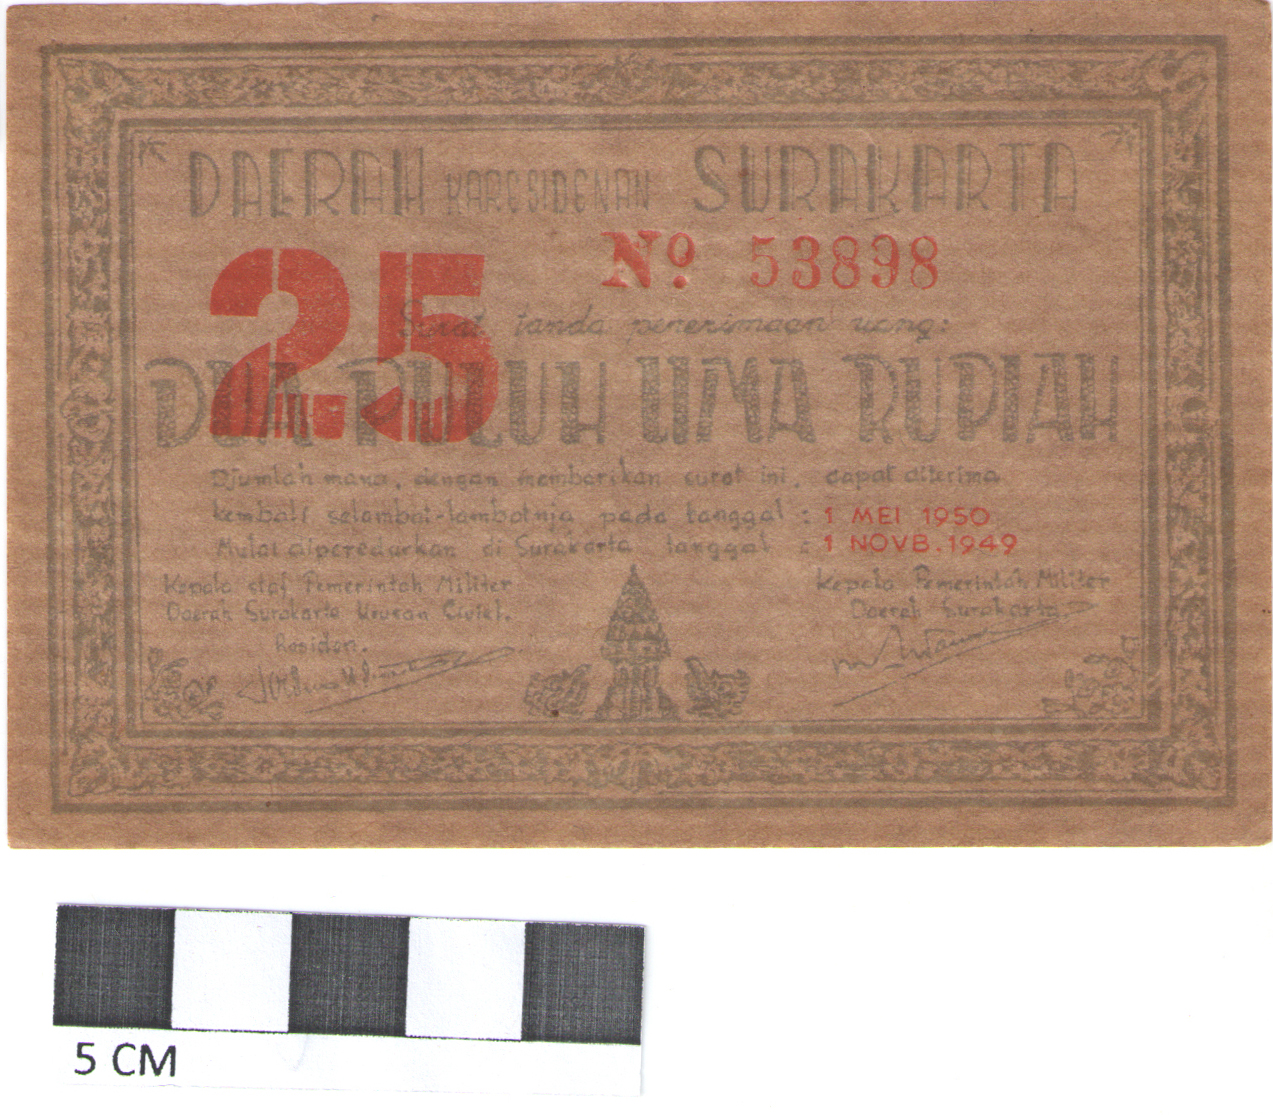 DAERAH KARESIDENAN SURAKARTA
No 53898
25
Surat tanda penerimaan uang:
DUA PULUH LIMA RUPIAH
Djumlah mana, dengan memberikan surat ini, dapat diterima
kembali selambat-lambatnja pada tanggal : 1 MEI 1950
Mulai diperedarkan di Surakarta tanggal : 1 NOVB. 1949
Kepala staf Pemerintah Militer
Daerah Surakarta Urusan Civiel.
Residen.
Kepala Pemerintah Militer
Daerah Surakarta
5 CM